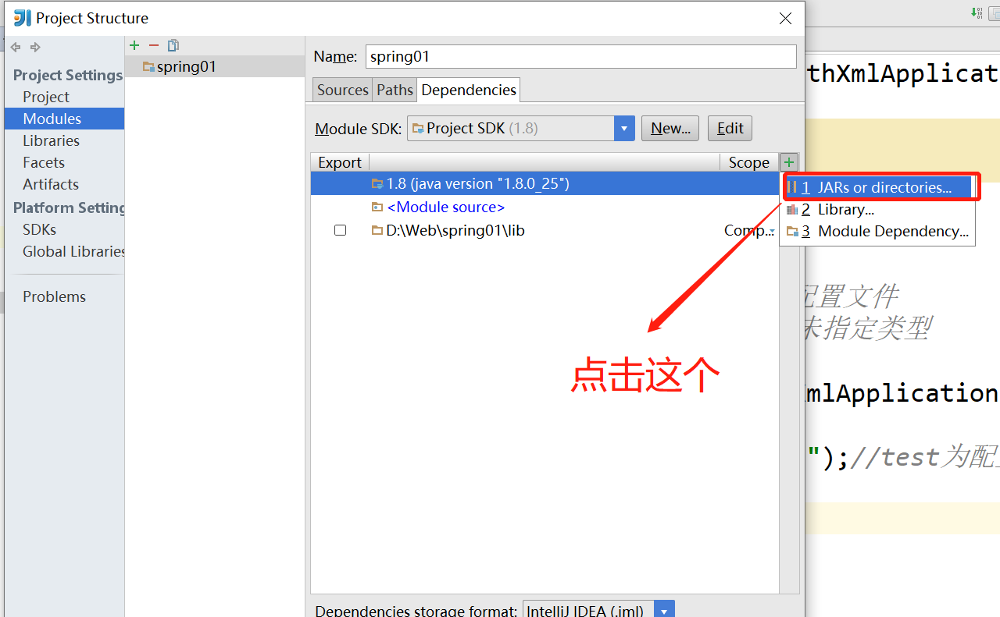 Project Structure
Project Settings
Project
Modules
Libraries
Facets
Artifacts
Platform Setting
SDKs
Global Libraries
Problems
spring01
Name: spring01
Sources Paths Dependencies
Module SDK: Project SDK (1.8) New... Edit
Export Scope
1.8 (java version "1.8.0_25")
<Module source>
D:\Web\spring01\lib Comp...
1 JARs or directories...
2 Library...
3 Module Dependency...
点击这个
Dependencies storage format: IntelliJ IDEA (.iml)
thXmlApplicat
配置文件
未指定类型
mlApplication
");//test为配